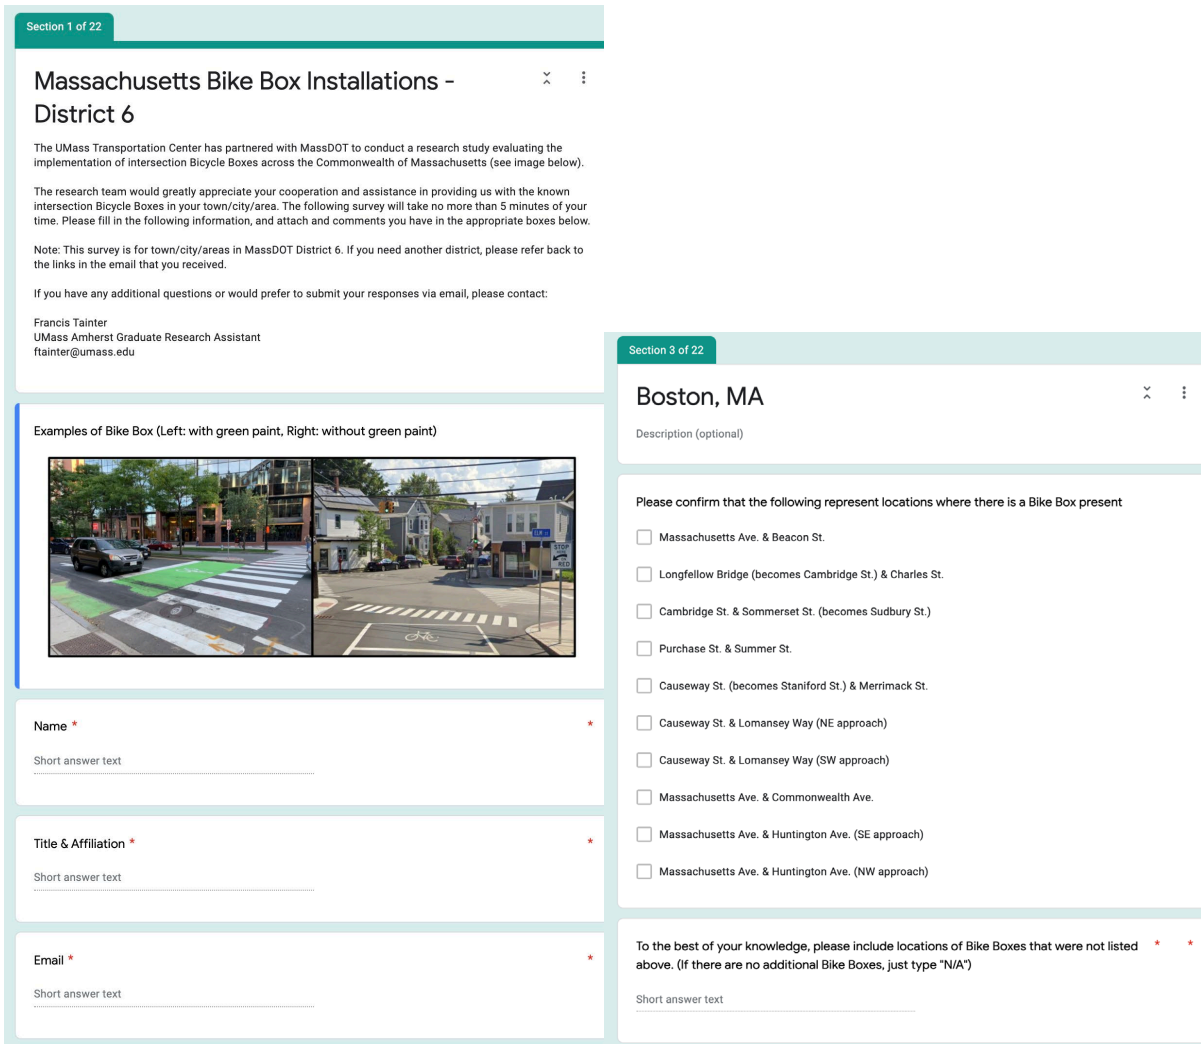 Section 1 of 22
Massachusetts Bike Box Installations -
District 6
The UMass Transportation Center has partnered with MassDOT to conduct a research study evaluating the
implementation of intersection Bicycle Boxes across the Commonwealth of Massachusetts (see image below).
The research team would greatly appreciate your cooperation and assistance in providing us with the known
intersection Bicycle Boxes in your town/city/area. The following survey will take no more than 5 minutes of your
time. Please fill in the following information, and attach and comments you have in the appropriate boxes below.
Note: This survey is for town/city/areas in MassDOT District 6. If you need another district, please refer back to
the links in the email that you received.
If you have any additional questions or would prefer to submit your responses via email, please contact:
Francis Tainter
UMass Amherst Graduate Research Assistant
ftainter@umass.edu
Examples of Bike Box (Left: with green paint, Right: without green paint)
ELM
STOP
RED
Name *
*
Short answer text
Title & Affiliation *
*
Short answer text
Email *
*
Short answer text
Section 3 of 22
Boston, MA
Description (optional)
Please confirm that the following represent locations where there is a Bike Box present
Massachusetts Ave. & Beacon St.
Longfellow Bridge (becomes Cambridge St.) & Charles St.
Cambridge St. & Sommerset St. (becomes Sudbury St.)
Purchase St. & Summer St.
Causeway St. (becomes Staniford St.) & Merrimack St.
Causeway St. & Lomansey Way (NE approach)
Causeway St. & Lomansey Way (SW approach)
Massachusetts Ave. & Commonwealth Ave.
Massachusetts Ave. & Huntington Ave. (SE approach)
Massachusetts Ave. & Huntington Ave. (NW approach)
To the best of your knowledge, please include locations of Bike Boxes that were not listed * *
above. (If there are no additional Bike Boxes, just type "N/A")
Short answer text